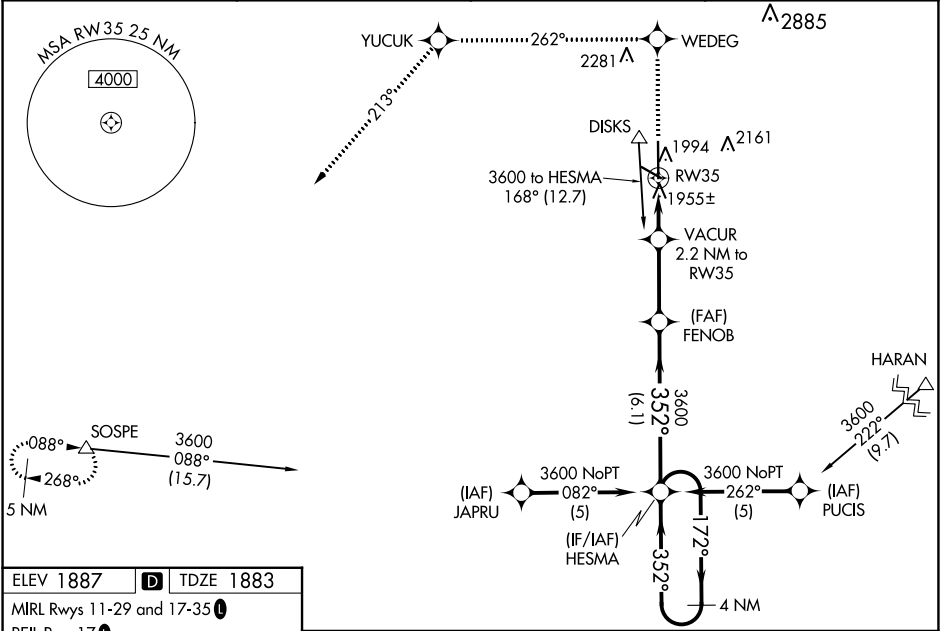 MSA RW35 25 NM
4000
YUCUK
262°
WEDEG
2281
2885
213°
DISKS
1994
2161
3600 to HESMA
168° (12.7)
RW35
1955±
VACUR
2.2 NM to
RW35
(FAF)
FENOB
HARAN
3600
222°
(9.7)
3600
352°
(6.1)
SOSPE
088°
268°
5 NM
3600
088°
(15.7)
(IAF)
JAPRU
3600 NoPT
082°
(5)
3600 NoPT
262°
(5)
(IAF)
PUCIS
(IF/IAF)
HESMA
172°
352°
4 NM
ELEV 1887
D
TDZE 1883
MIRL Rwys 11-29 and 17-35 L